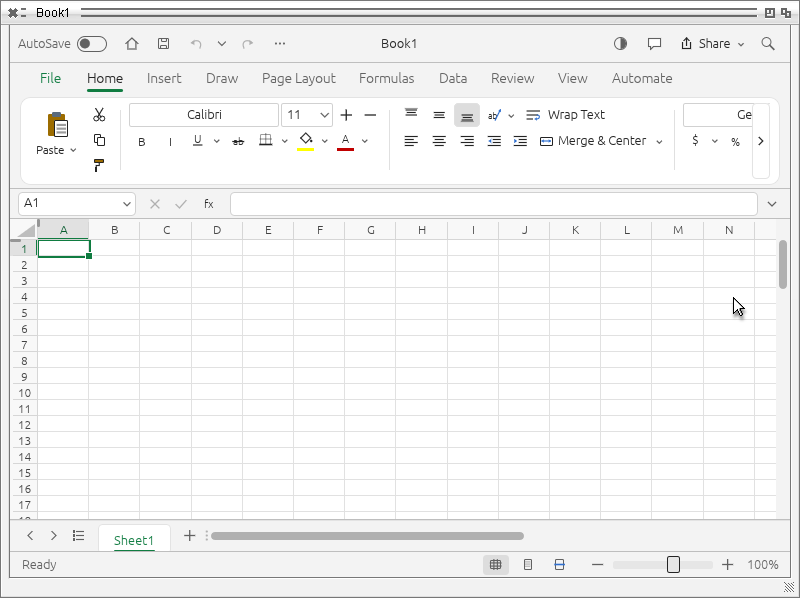 Book1
AutoSave Book1 Share
File Home Insert Draw Page Layout Formulas Data Review View Automate
Calibri 11 Wrap Text Ge
Paste B I U ab A Merge & Center $ %
A1 fx
A B C D E F G H I J K L M N
1
2
3
4
5
6
7
8
9
10
11
12
13
14
15
16
17
Sheet1
Ready 100%